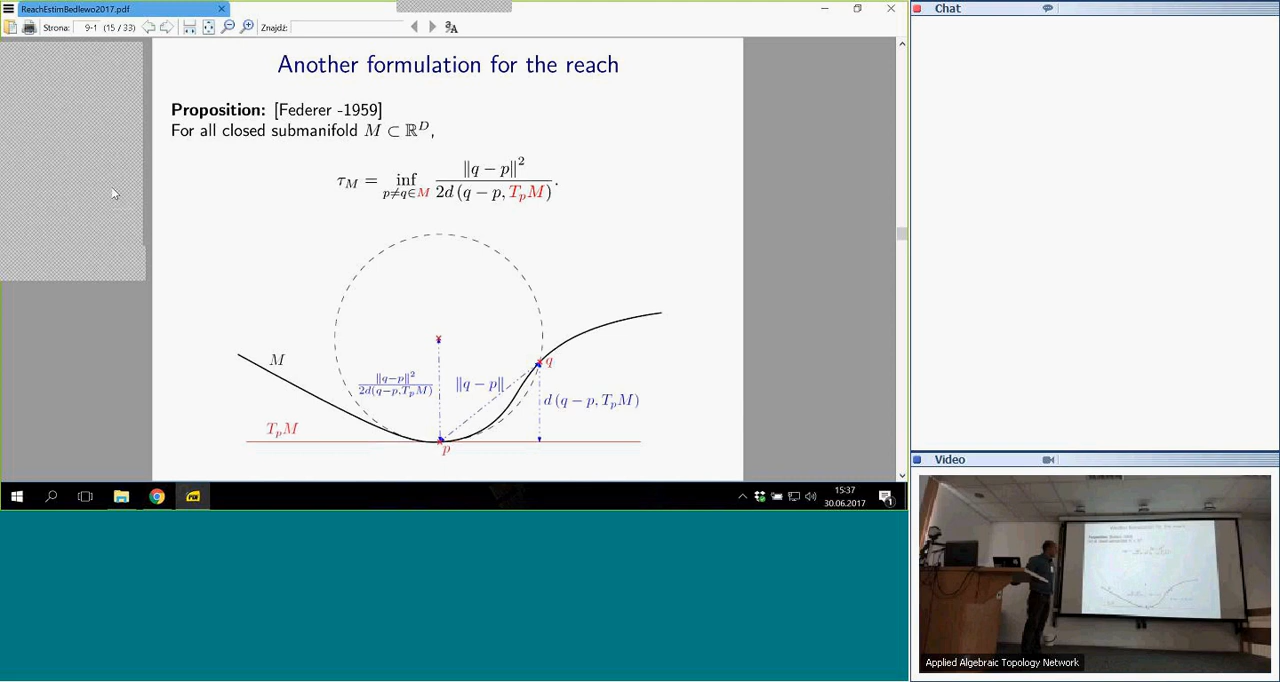 ReachEstimBedlewo2017.pdf
Strona: 9-1 (15 / 33) Znajdź:
Another formulation for the reach
Proposition: [Federer -1959]
For all closed submanifold M ⊂ ℝ^D,
τ_M = inf_{p≠q∈M} ‖q − p‖² / 2d (q − p, T_pM).
M
‖q−p‖² / 2d(q−p,T_pM)
‖q − p‖
q
d (q − p, T_pM)
T_pM
p
15:37
30.06.2017
1
Chat
Video
Applied Algebraic Topology Network